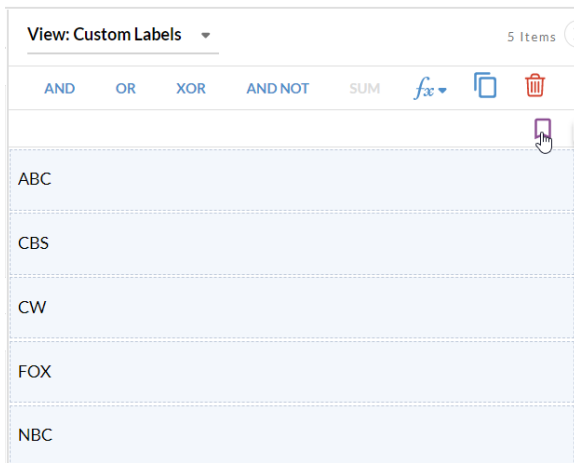 View: Custom Labels 5 Items
AND OR XOR AND NOT SUM fx
ABC
CBS
CW
FOX
NBC